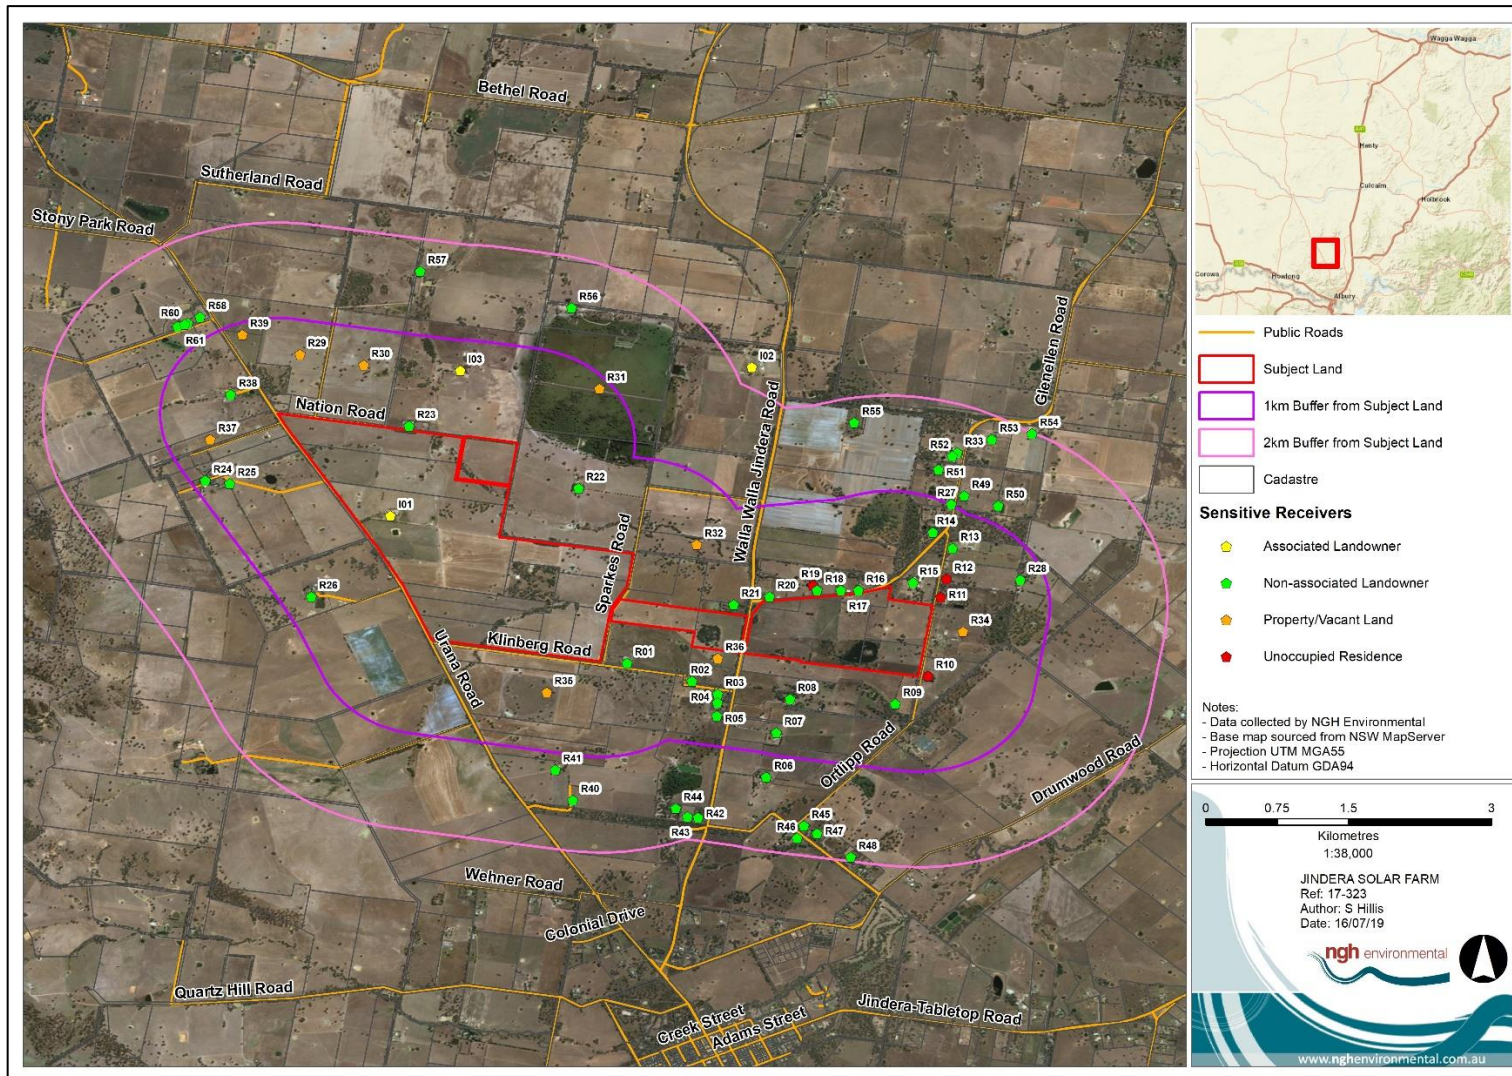 Bethel Road
Sutherland Road
Stony Park Road
R57
R56
R58
R60
R61
R39
R29
R30
I03
R31
I02
Glenellen Road
R38
Nation Road
R23
R37
R24
R25
I01
R22
Walla Walla Jindera Road
R55
R52
R33
R53
R54
R51
R49
R50
R27
R14
R13
R32
Sparkes Road
R26
R19
R18
R16
R15
R12
R28
R11
R21
R20
R17
R34
Urana Road
Klinberg Road
R01
R36
R10
R02
R03
R35
R04
R08
R09
R05
R07
Ortlipp Road
Drumwood Road
R41
R06
R40
R44
R42
R43
R45
R46
R47
R48
Wehner Road
Colonial Drive
Quartz Hill Road
Creek Street
Adams Street
Jindera-Tabletop Road
Wagga Wagga
Henty
Culcairn
Holbrook
Corowa
Howlong
Albury
Public Roads
Subject Land
1km Buffer from Subject Land
2km Buffer from Subject Land
Cadastre
Sensitive Receivers
Associated Landowner
Non-associated Landowner
Property/Vacant Land
Unoccupied Residence
Notes:
- Data collected by NGH Environmental
- Base map sourced from NSW MapServer
- Projection UTM MGA55
- Horizontal Datum GDA94
0 0.75 1.5 3
Kilometres
1:38,000
JINDERA SOLAR FARM
Ref: 17-323
Author: S Hillis
Date: 16/07/19
ngh environmental
www.nghenvironmental.com.au